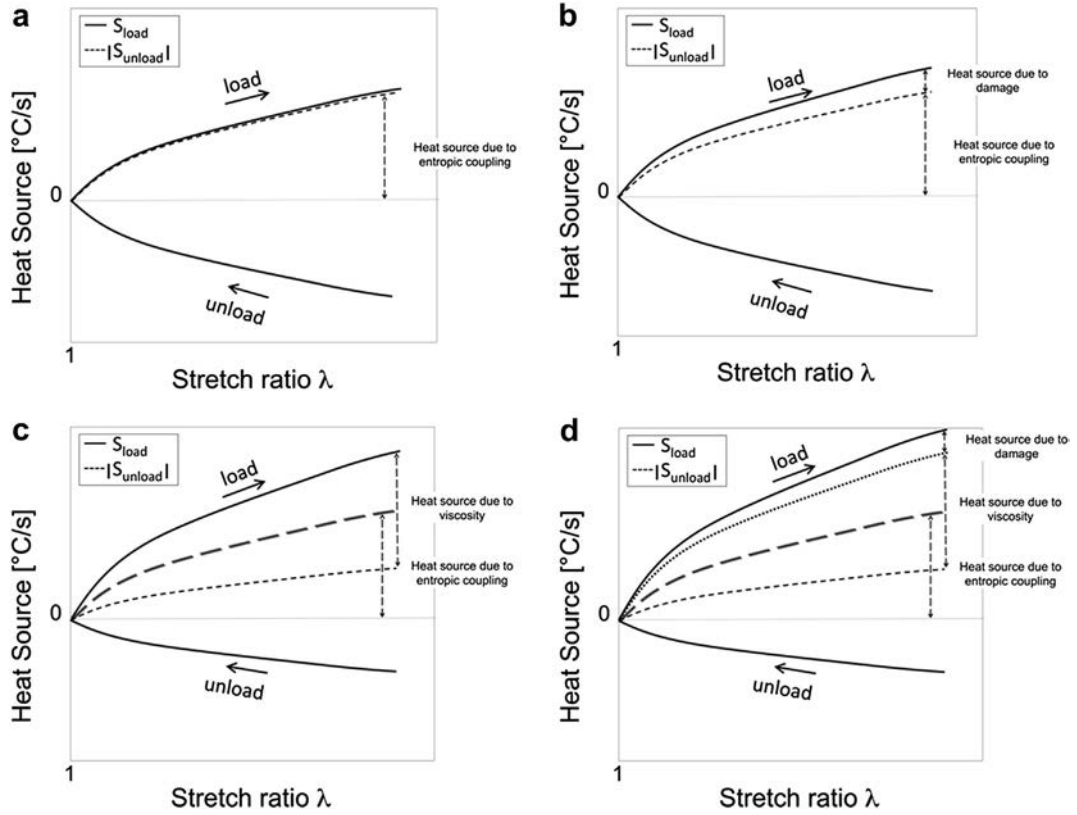 a
S_load
|S_unload|
load
Heat source due to
entropic coupling
0
unload
1
Heat Source [°C/s]
Stretch ratio λ
b
S_load
|S_unload|
load
Heat source due to
damage
Heat source due to
entropic coupling
0
unload
1
Heat Source [°C/s]
Stretch ratio λ
c
S_load
|S_unload|
load
Heat source due to
viscosity
Heat source due to
entropic coupling
0
unload
1
Heat Source [°C/s]
Stretch ratio λ
d
S_load
|S_unload|
load
Heat source due to
damage
Heat source due to
viscosity
Heat source due to
entropic coupling
0
unload
1
Heat Source [°C/s]
Stretch ratio λ